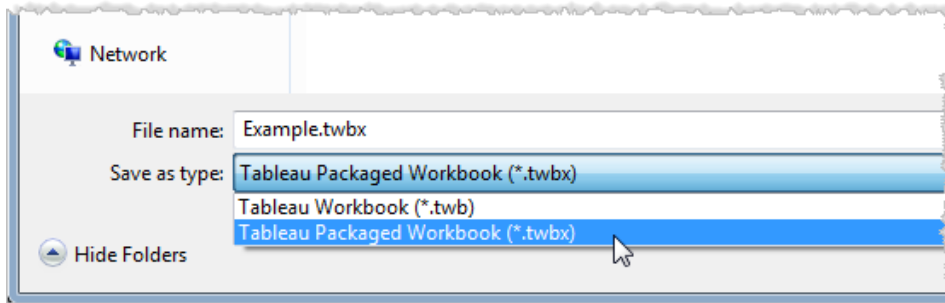 Network
File name: Example.twbx
Save as type: Tableau Packaged Workbook (*.twbx)
Tableau Workbook (*.twb)
Tableau Packaged Workbook (*.twbx)
Hide Folders